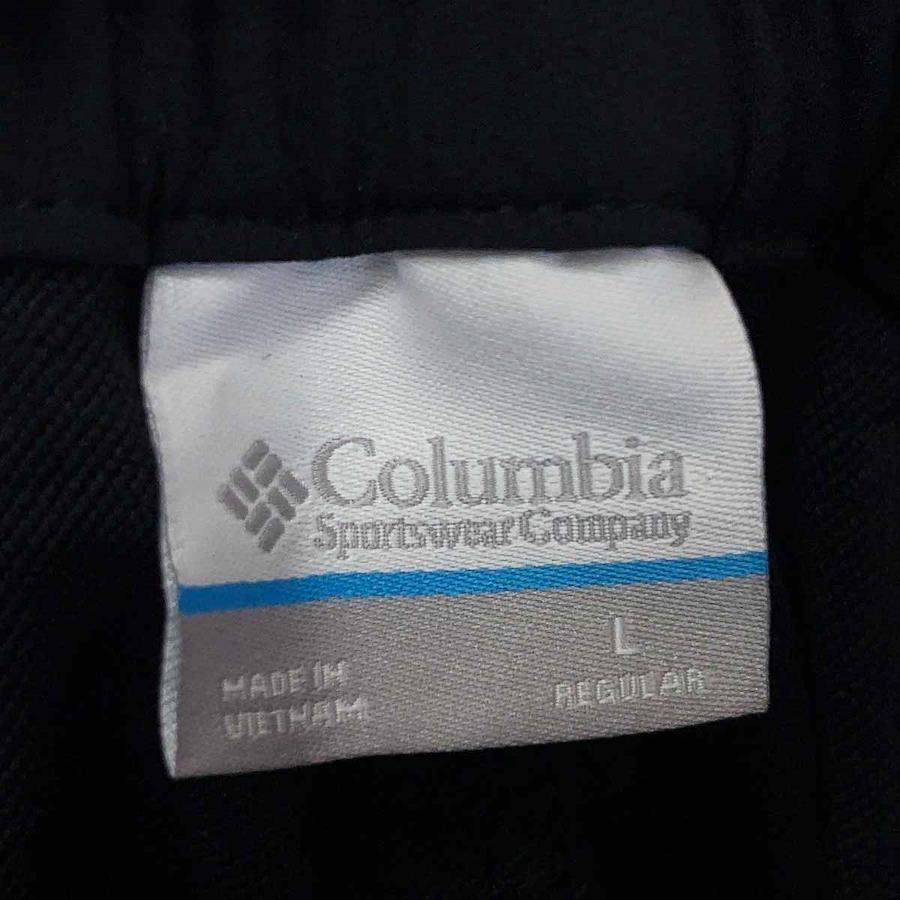 Columbia
Sportswear Company
L
REGULAR
MADE IN
VIETNAM